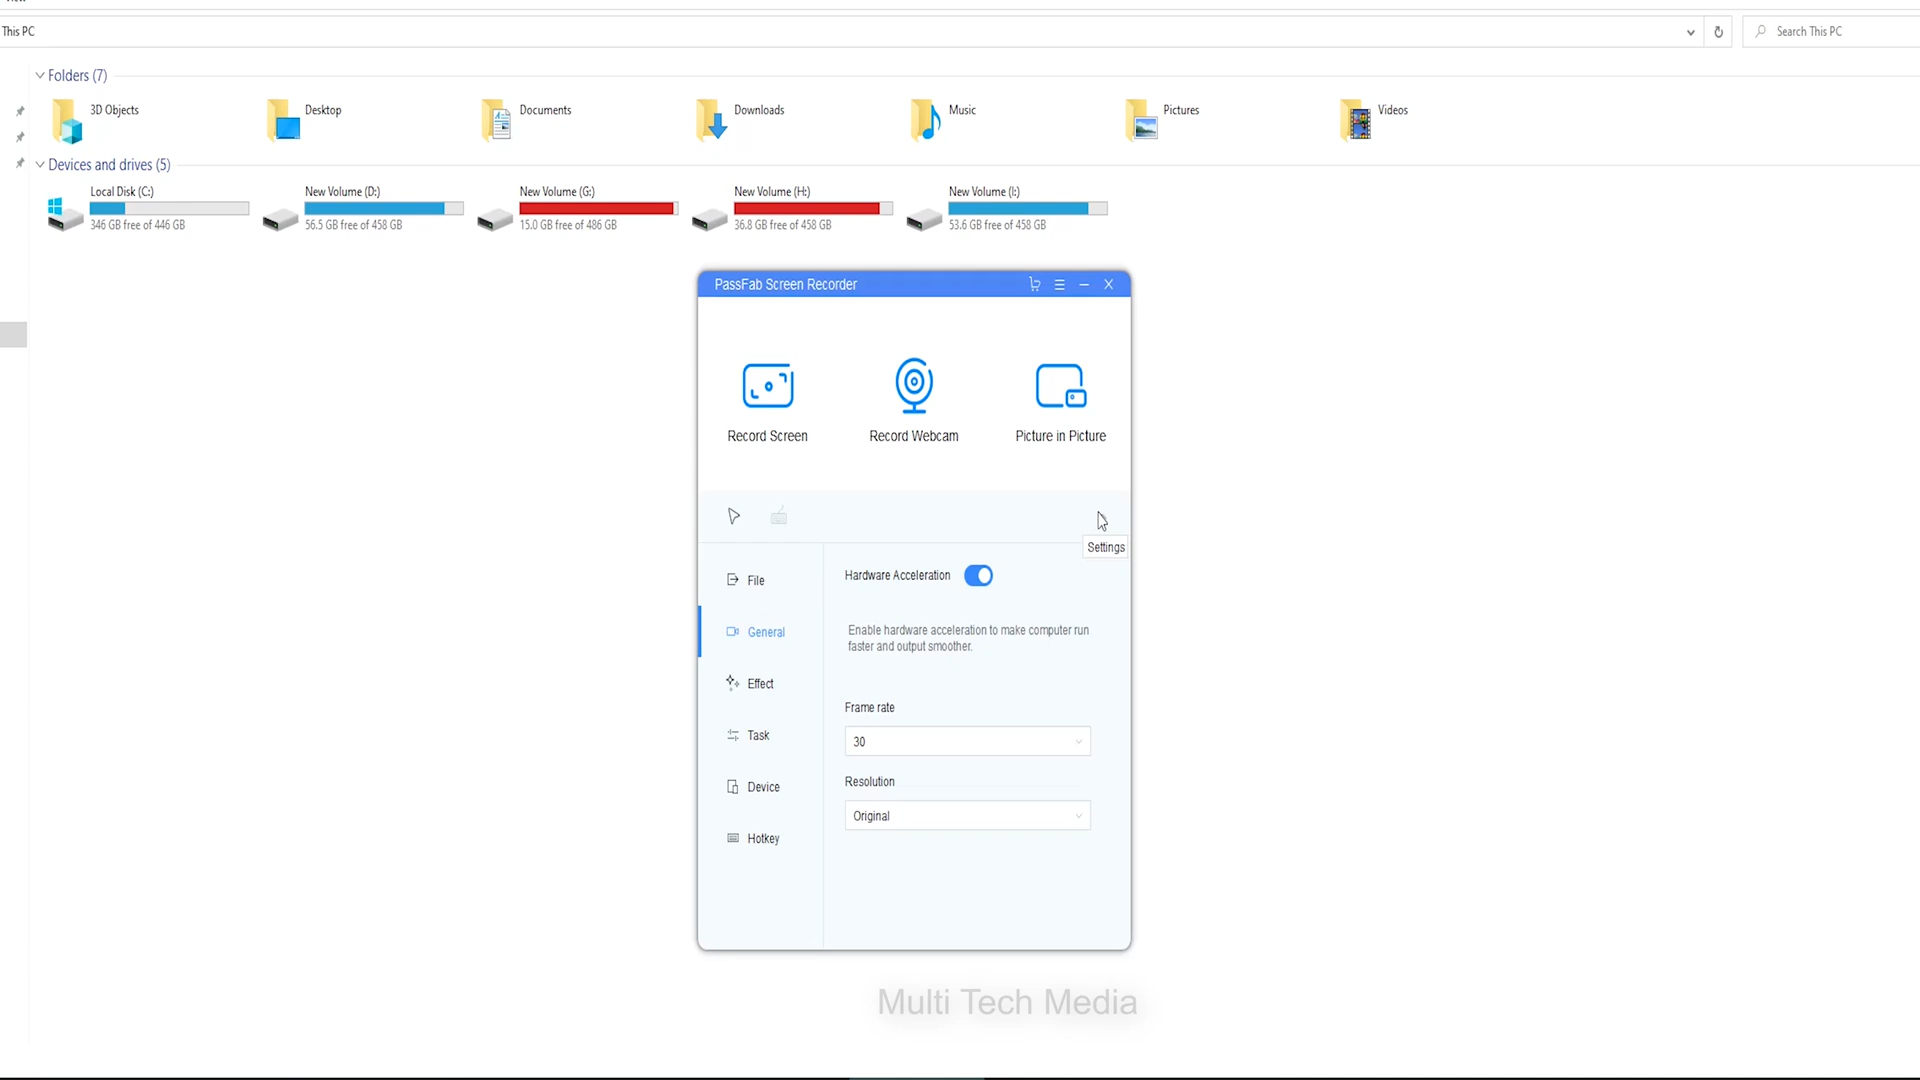 This PC
Search This PC
Folders (7)
3D Objects
Desktop
Documents
Downloads
Music
Pictures
Videos
Devices and drives (5)
Local Disk (C:)
346 GB free of 446 GB
New Volume (D:)
56.5 GB free of 458 GB
New Volume (G:)
15.0 GB free of 486 GB
New Volume (H:)
36.8 GB free of 458 GB
New Volume (I:)
53.6 GB free of 458 GB
PassFab Screen Recorder
Record Screen
Record Webcam
Picture in Picture
Settings
File
General
Effect
Task
Device
Hotkey
Hardware Acceleration
Enable hardware acceleration to make computer run
faster and output smoother.
Frame rate
30
Resolution
Original
Multi Tech Media